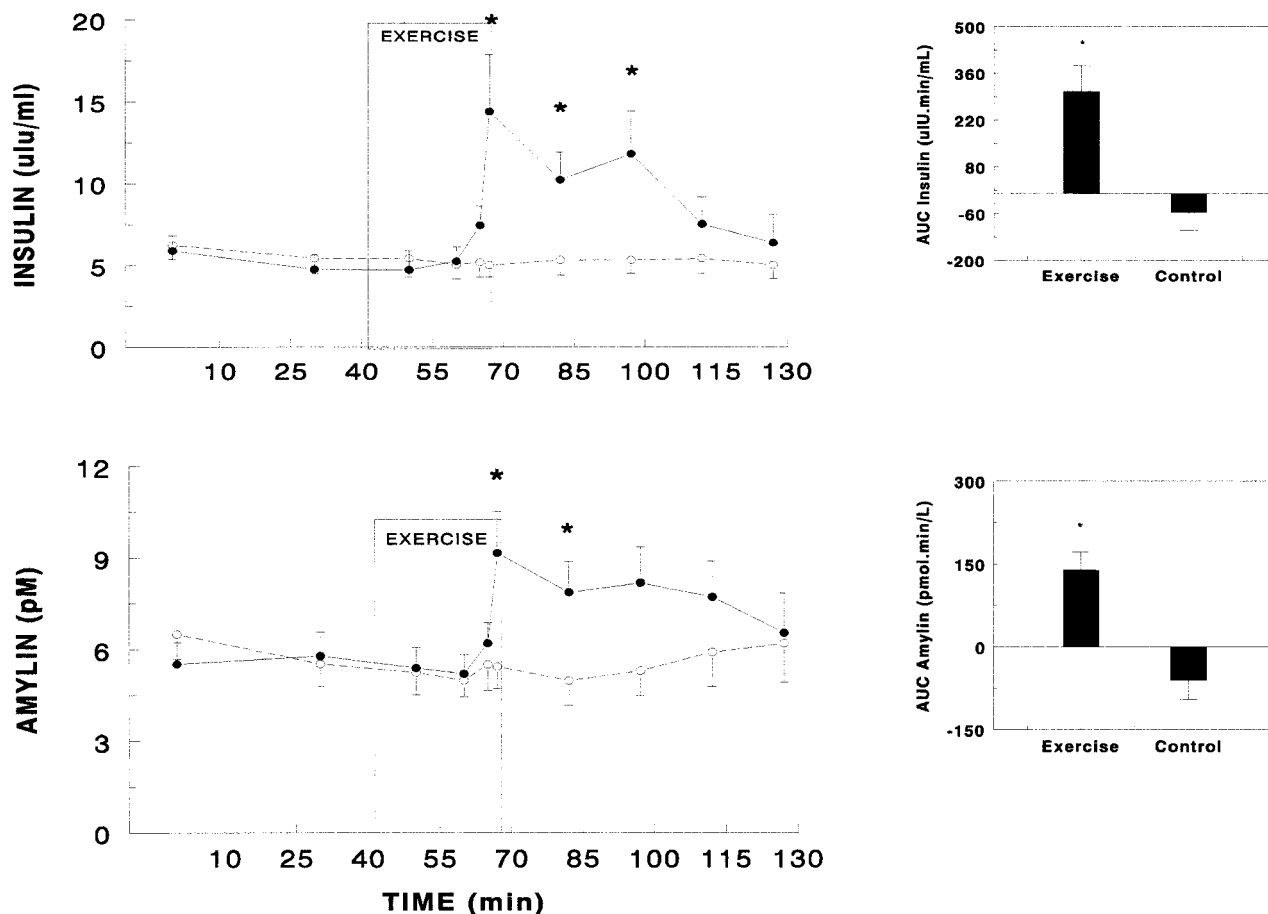 20
15
10
5
0
INSULIN (uIu/ml)
EXERCISE
*
*
*
10 25 40 55 70 85 100 115 130
500
360
220
80
-60
-200
AUC Insulin (uIU.min/mL)
*
Exercise Control
12
9
6
3
0
AMYLIN (pM)
EXERCISE
*
*
10 25 40 55 70 85 100 115 130
TIME (min)
300
150
0
-150
AUC Amylin (pmol.min/L)
*
Exercise Control